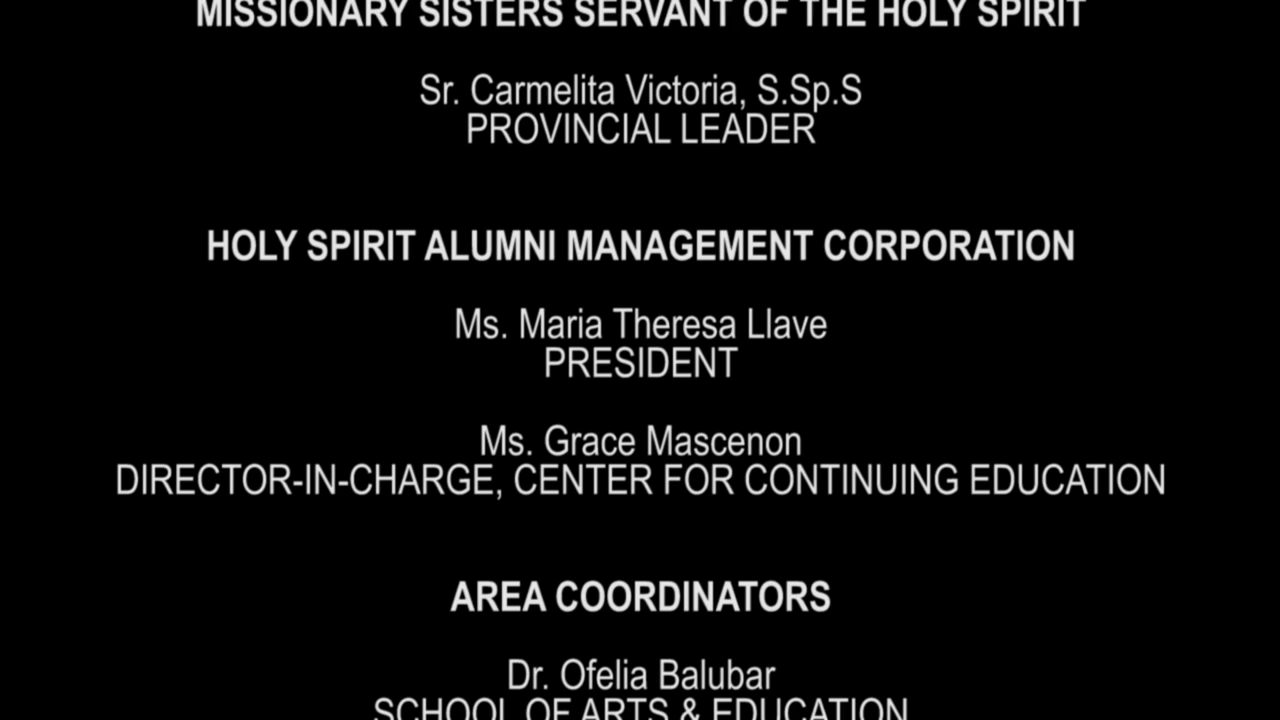 MISSIONARY SISTERS SERVANT OF THE HOLY SPIRIT
Sr. Carmelita Victoria, S.Sp.S
PROVINCIAL LEADER
HOLY SPIRIT ALUMNI MANAGEMENT CORPORATION
Ms. Maria Theresa Llave
PRESIDENT
Ms. Grace Mascenon
DIRECTOR-IN-CHARGE, CENTER FOR CONTINUING EDUCATION
AREA COORDINATORS
Dr. Ofelia Balubar
SCHOOL OF ARTS & EDUCATION